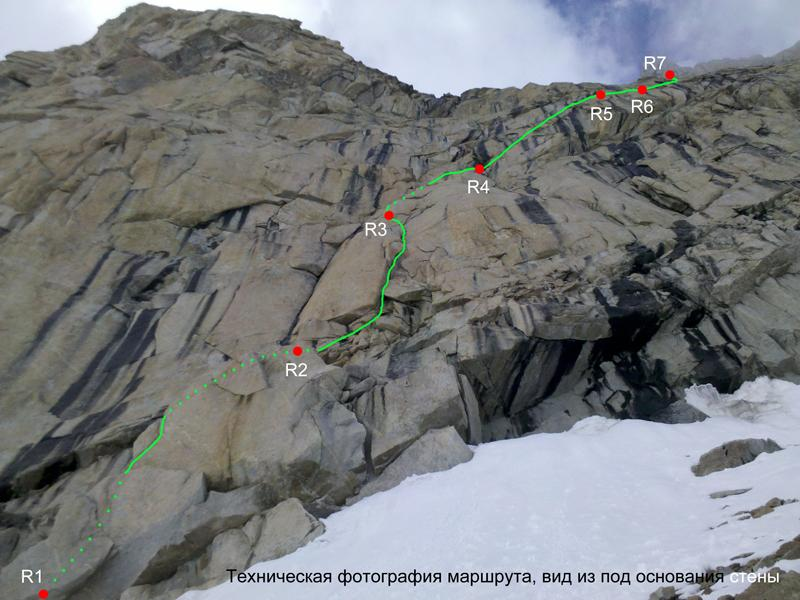 R7
R6
R5
R4
R3
R2
R1
Техническая фотография маршрута, вид из под основания стены